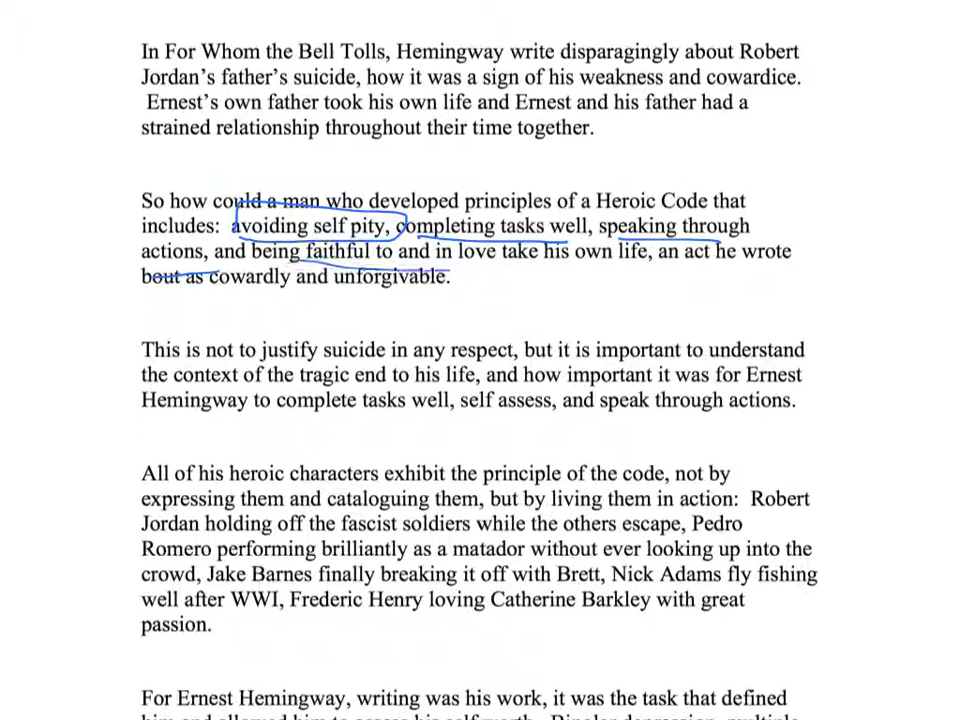 In For Whom the Bell Tolls, Hemingway write disparagingly about Robert
Jordan’s father’s suicide, how it was a sign of his weakness and cowardice.
Ernest’s own father took his own life and Ernest and his father had a
strained relationship throughout their time together.
So how could a man who developed principles of a Heroic Code that
includes: avoiding self pity, completing tasks well, speaking through
actions, and being faithful to and in love take his own life, an act he wrote
bout as cowardly and unforgivable.
This is not to justify suicide in any respect, but it is important to understand
the context of the tragic end to his life, and how important it was for Ernest
Hemingway to complete tasks well, self assess, and speak through actions.
All of his heroic characters exhibit the principle of the code, not by
expressing them and cataloguing them, but by living them in action: Robert
Jordan holding off the fascist soldiers while the others escape, Pedro
Romero performing brilliantly as a matador without ever looking up into the
crowd, Jake Barnes finally breaking it off with Brett, Nick Adams fly fishing
well after WWI, Frederic Henry loving Catherine Barkley with great
passion.
For Ernest Hemingway, writing was his work, it was the task that defined